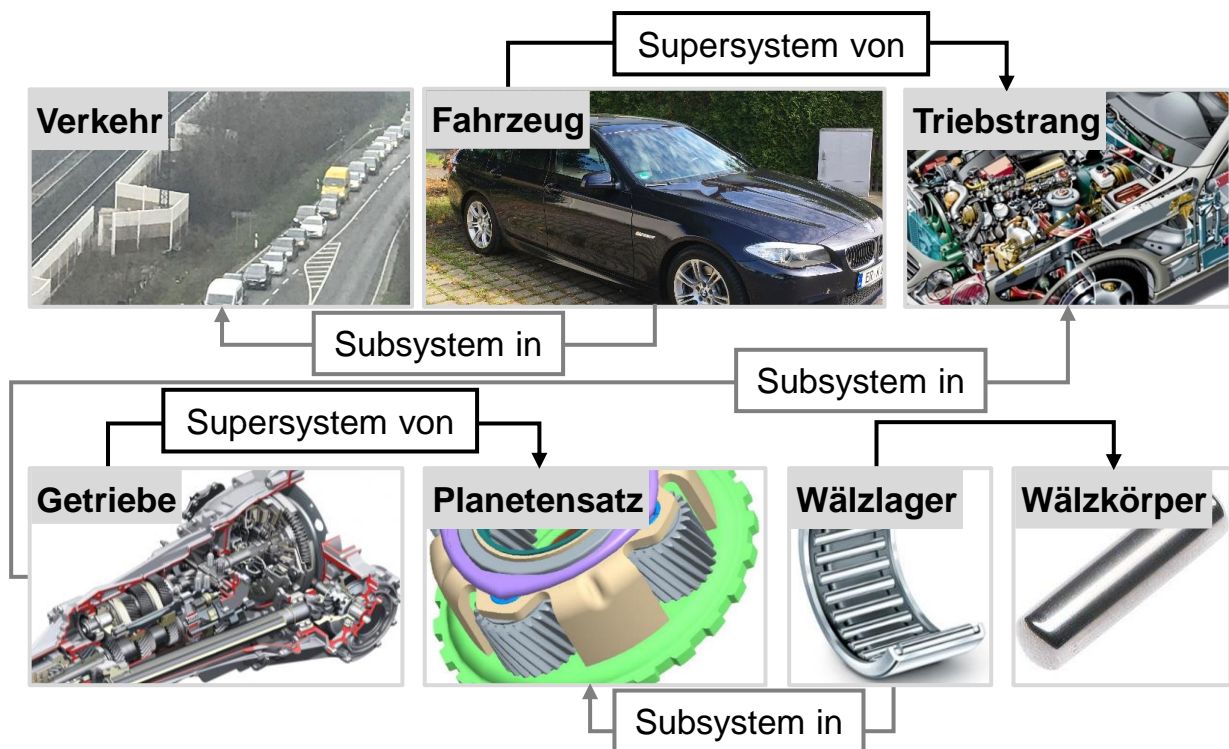 Supersystem von
Verkehr
Fahrzeug
Triebstrang
Subsystem in
Subsystem in
Supersystem von
Getriebe
Planetensatz
Wälzlager
Wälzkörper
Subsystem in